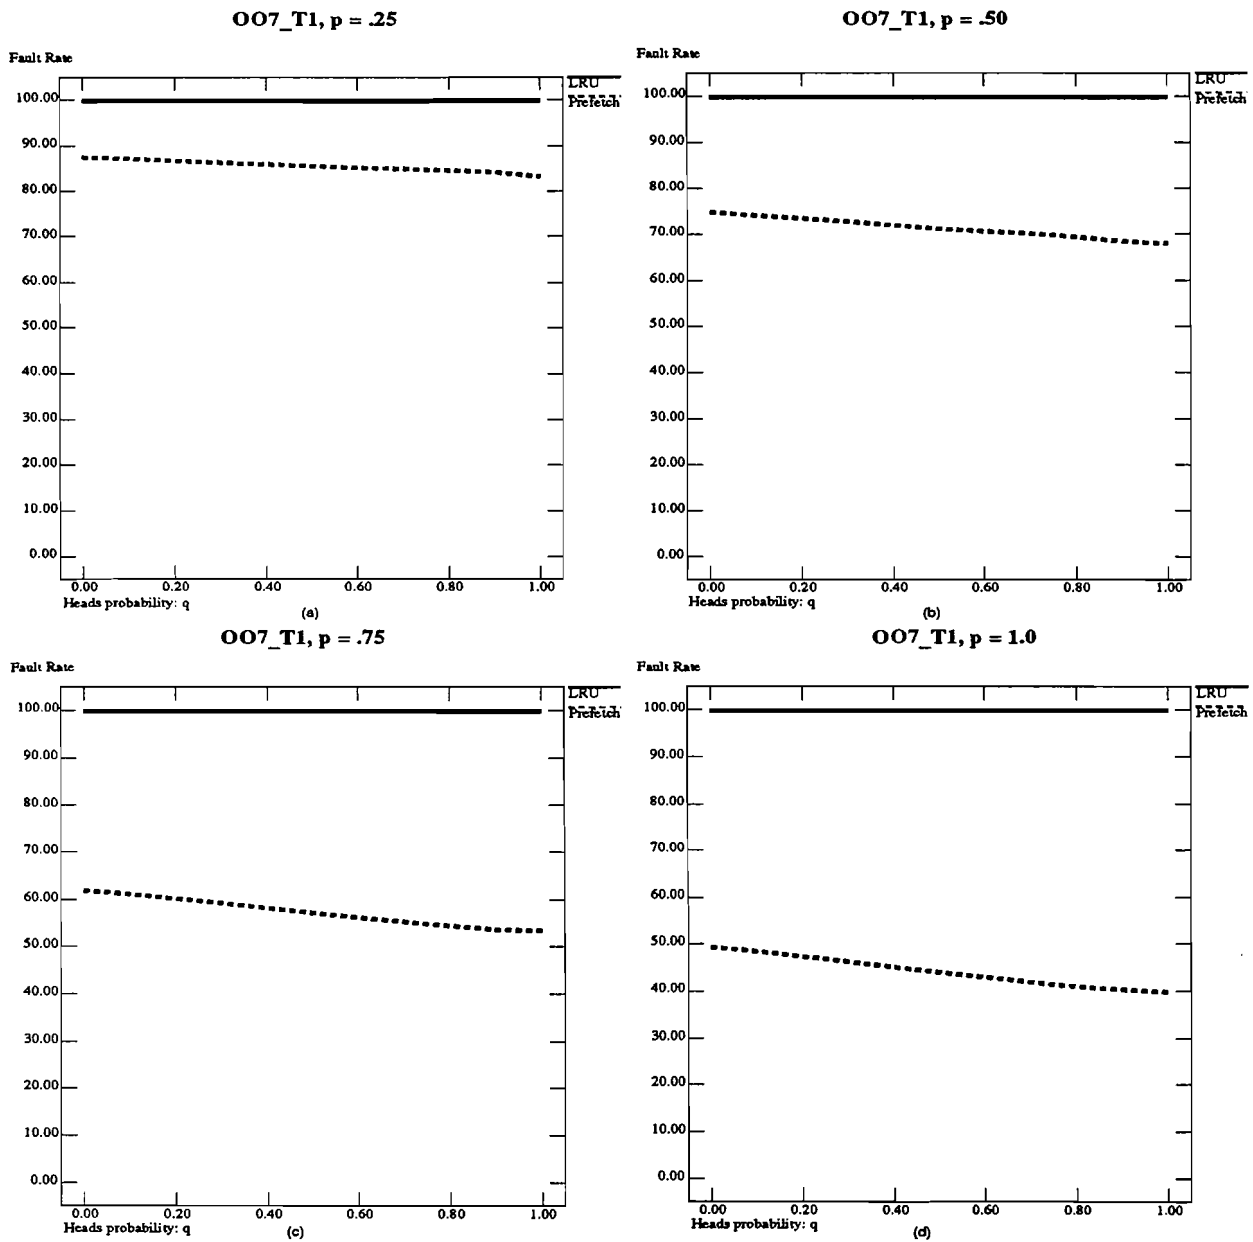 OO7_T1, p = .25
Fault Rate
LRU
Prefetch
100.00
90.00
80.00
70.00
60.00
50.00
40.00
30.00
20.00
10.00
0.00
0.00 0.20 0.40 0.60 0.80 1.00
Heads probability: q
(a)
OO7_T1, p = .50
Fault Rate
LRU
Prefetch
100.00
90.00
80.00
70.00
60.00
50.00
40.00
30.00
20.00
10.00
0.00
0.00 0.20 0.40 0.60 0.80 1.00
Heads probability: q
(b)
OO7_T1, p = .75
Fault Rate
LRU
Prefetch
100.00
90.00
80.00
70.00
60.00
50.00
40.00
30.00
20.00
10.00
0.00
0.00 0.20 0.40 0.60 0.80 1.00
Heads probability: q
(c)
OO7_T1, p = 1.0
Fault Rate
LRU
Prefetch
100.00
90.00
80.00
70.00
60.00
50.00
40.00
30.00
20.00
10.00
0.00
0.00 0.20 0.40 0.60 0.80 1.00
Heads probability: q
(d)